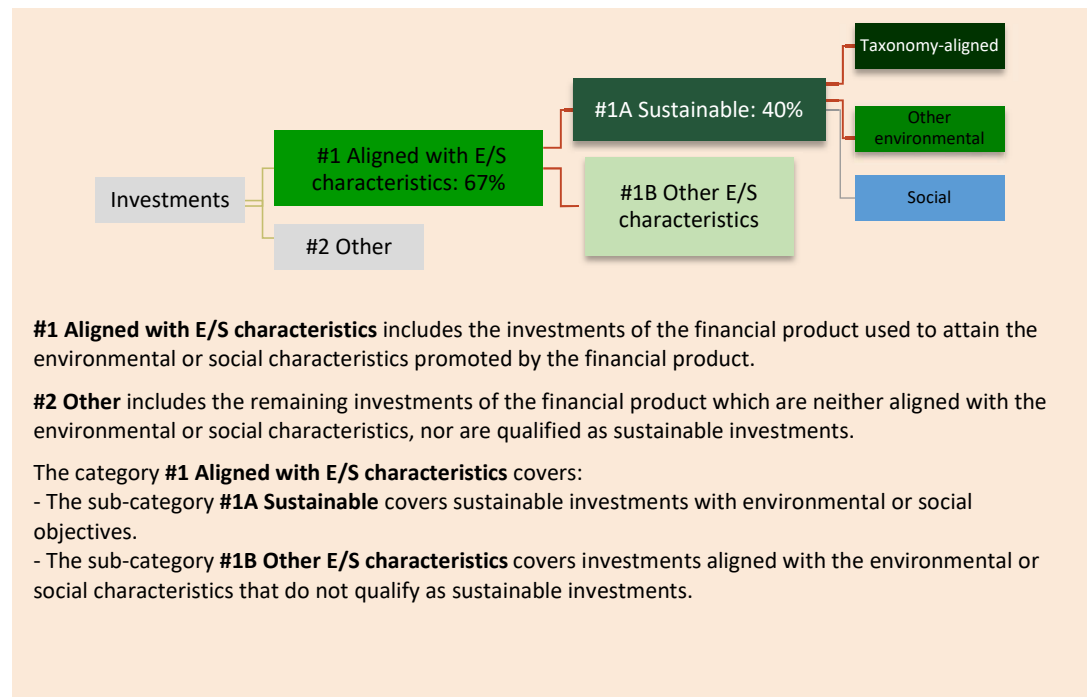 Taxonomy-aligned
#1A Sustainable: 40%
Other
environmental
#1 Aligned with E/S
characteristics: 67%
#1B Other E/S
characteristics
Investments
Social
#2 Other
#1 Aligned with E/S characteristics includes the investments of the financial product used to attain the
environmental or social characteristics promoted by the financial product.
#2 Other includes the remaining investments of the financial product which are neither aligned with the
environmental or social characteristics, nor are qualified as sustainable investments.
The category #1 Aligned with E/S characteristics covers:
- The sub-category #1A Sustainable covers sustainable investments with environmental or social
objectives.
- The sub-category #1B Other E/S characteristics covers investments aligned with the environmental or
social characteristics that do not qualify as sustainable investments.